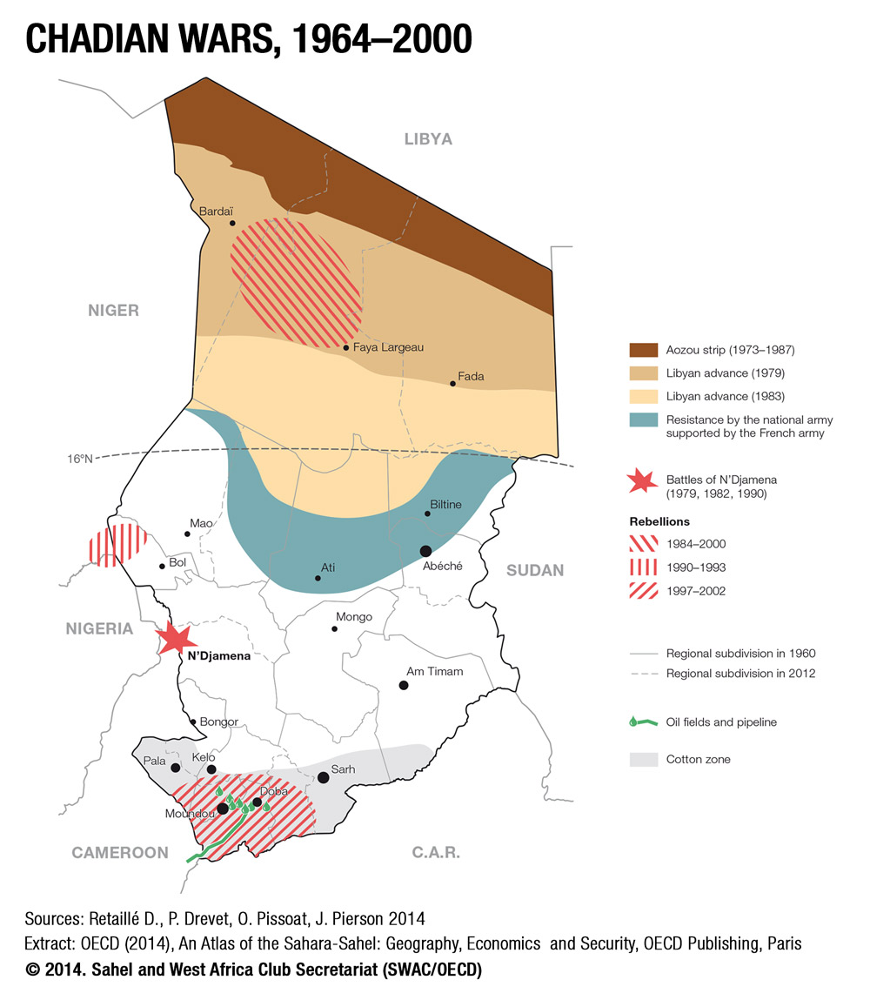 CHADIAN WARS, 1964–2000
LIBYA
Bardaï
NIGER
Faya Largeau
Fada
Aozou strip (1973–1987)
Libyan advance (1979)
Libyan advance (1983)
Resistance by the national army
supported by the French army
16°N
Battles of N’Djamena
(1979, 1982, 1990)
Biltine
Rebellions
Mao
1984–2000
Bol
Ati
Abéché
SUDAN
1990–1993
1997–2002
NIGERIA
Mongo
N’Djamena
Regional subdivision in 1960
Am Timam
Regional subdivision in 2012
Bongor
Oil fields and pipeline
Pala
Kelo
Sarh
Cotton zone
Doba
Moundou
CAMEROON
C.A.R.
Sources: Retaillé D., P. Drevet, O. Pissoat, J. Pierson 2014
Extract: OECD (2014), An Atlas of the Sahara-Sahel: Geography, Economics and Security, OECD Publishing, Paris
© 2014. Sahel and West Africa Club Secretariat (SWAC/OECD)